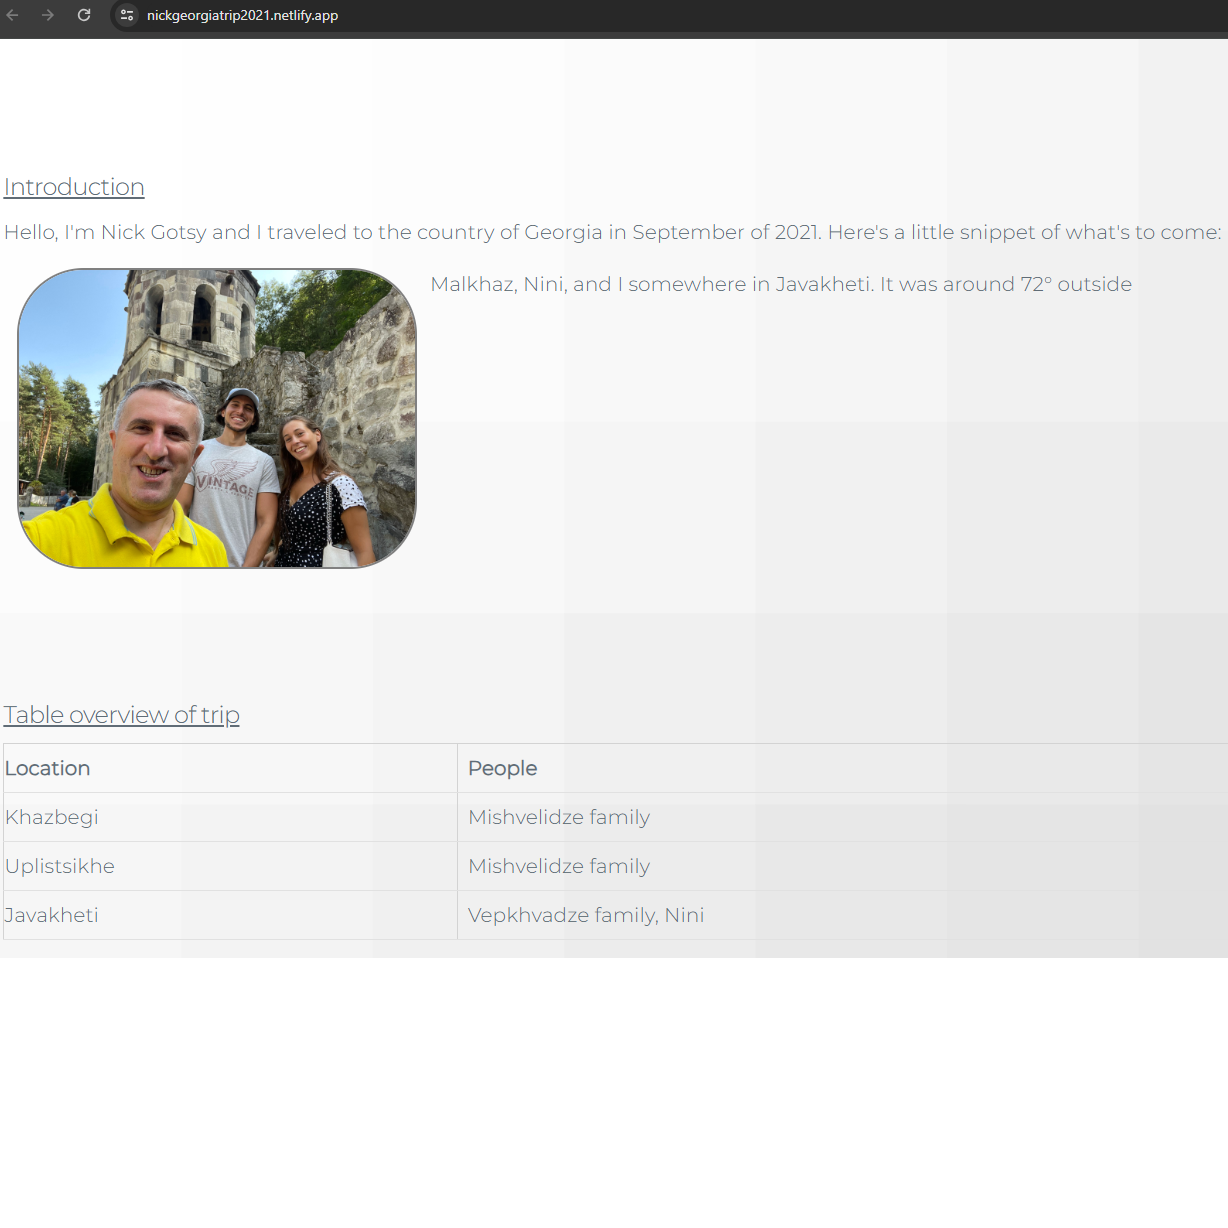 nickgeorgiatrip2021.netlify.app
Introduction
Hello, I'm Nick Gotsy and I traveled to the country of Georgia in September of 2021. Here's a little snippet of what's to come:
Malkhaz, Nini, and I somewhere in Javakheti. It was around 72° outside
VINTAGE
Table overview of trip
Location People
Khazbegi Mishvelidze family
Uplistsikhe Mishvelidze family
Javakheti Vepkhvadze family, Nini